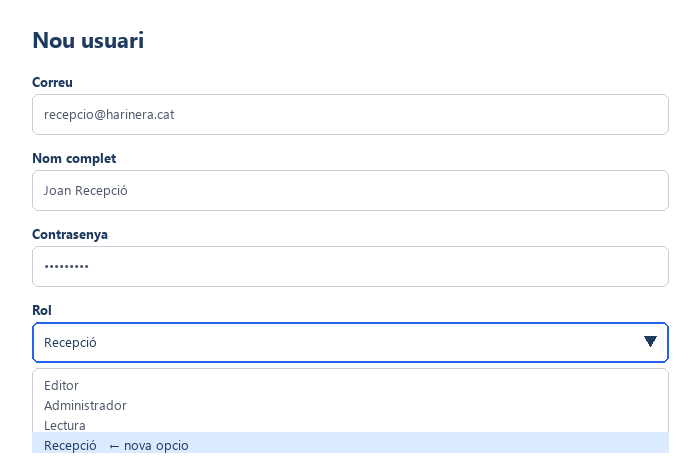 Nou usuari
Correu
recepcio@harinera.cat
Nom complet
Joan Recepció
Contrasenya
•••••••••
Rol
Recepció
Editor
Administrador
Lectura
Recepció ← nova opcio